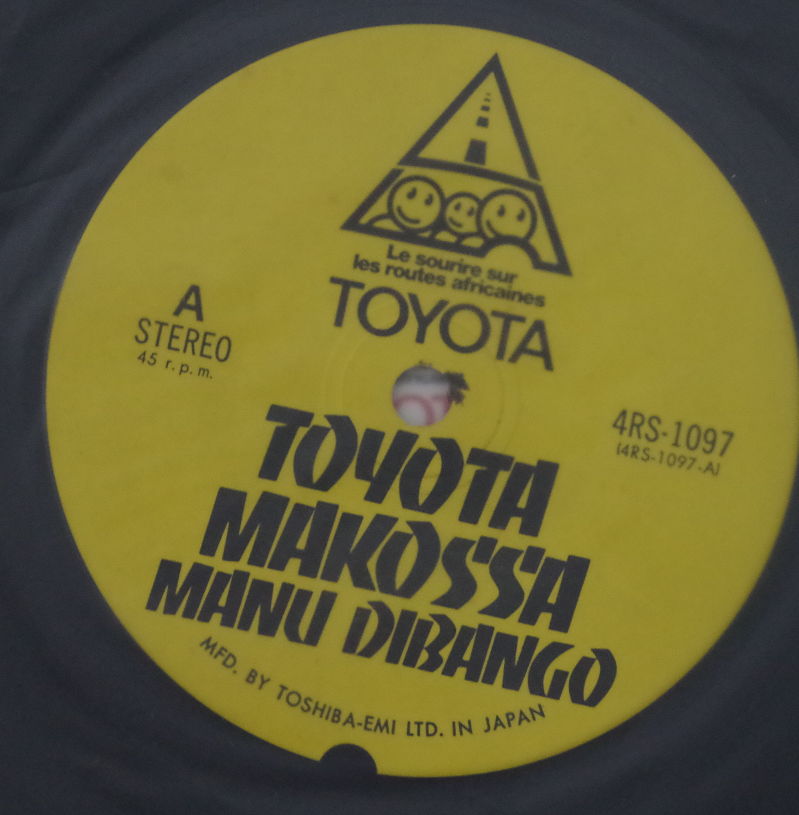 Le sourire sur
les routes africaines
TOYOTA
A
STEREO
45 r.p.m.
4RS-1097
(4RS-1097-A)
TOYOTA
MAKOSSA
MANU DIBANGO
MFD. BY TOSHIBA-EMI LTD. IN JAPAN